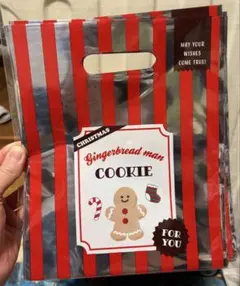 MAY YOUR
WISHES
COME TRUE!
CHRISTMAS
Gingerbread man
COOKIE
FOR
YOU